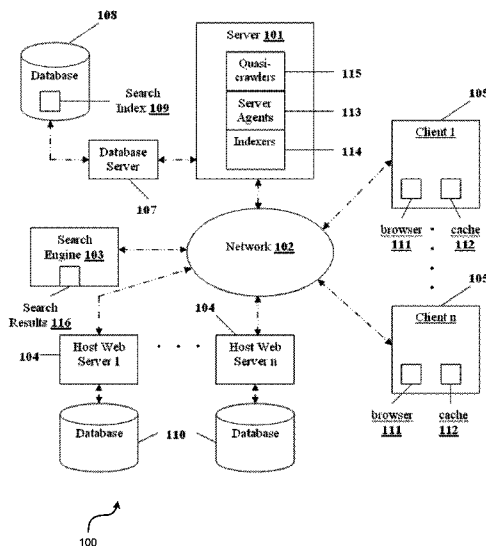 108
Database
Search
Index 109
Database
Server
107
Server 101
Quasi-
crawlers
115
Server
Agents
113
Indexers
114
105
Client 1
browser
111
cache
112
Network 102
Search
Engine 103
Search
Results 116
104
Host Web
Server 1
104
Host Web
Server n
Database
110
Database
105
Client n
browser
111
cache
112
100